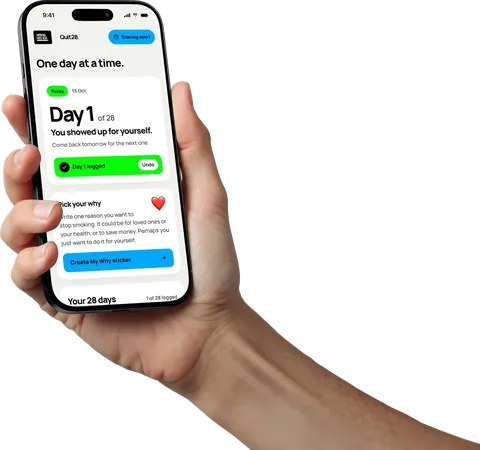 9:41
Quit28.
Craving now?
One day at a time.
Today 15 Oct
Day 1 of 28
You showed up for yourself.
Come back tomorrow for the next one.
Day 1 logged Undo
Pick your why
Write one reason you want to
stop smoking. It could be for loved ones or
your health, or to save money. Perhaps you
just want to do it for yourself.
Create My Why sticker →
Your 28 days 1 of 28 logged